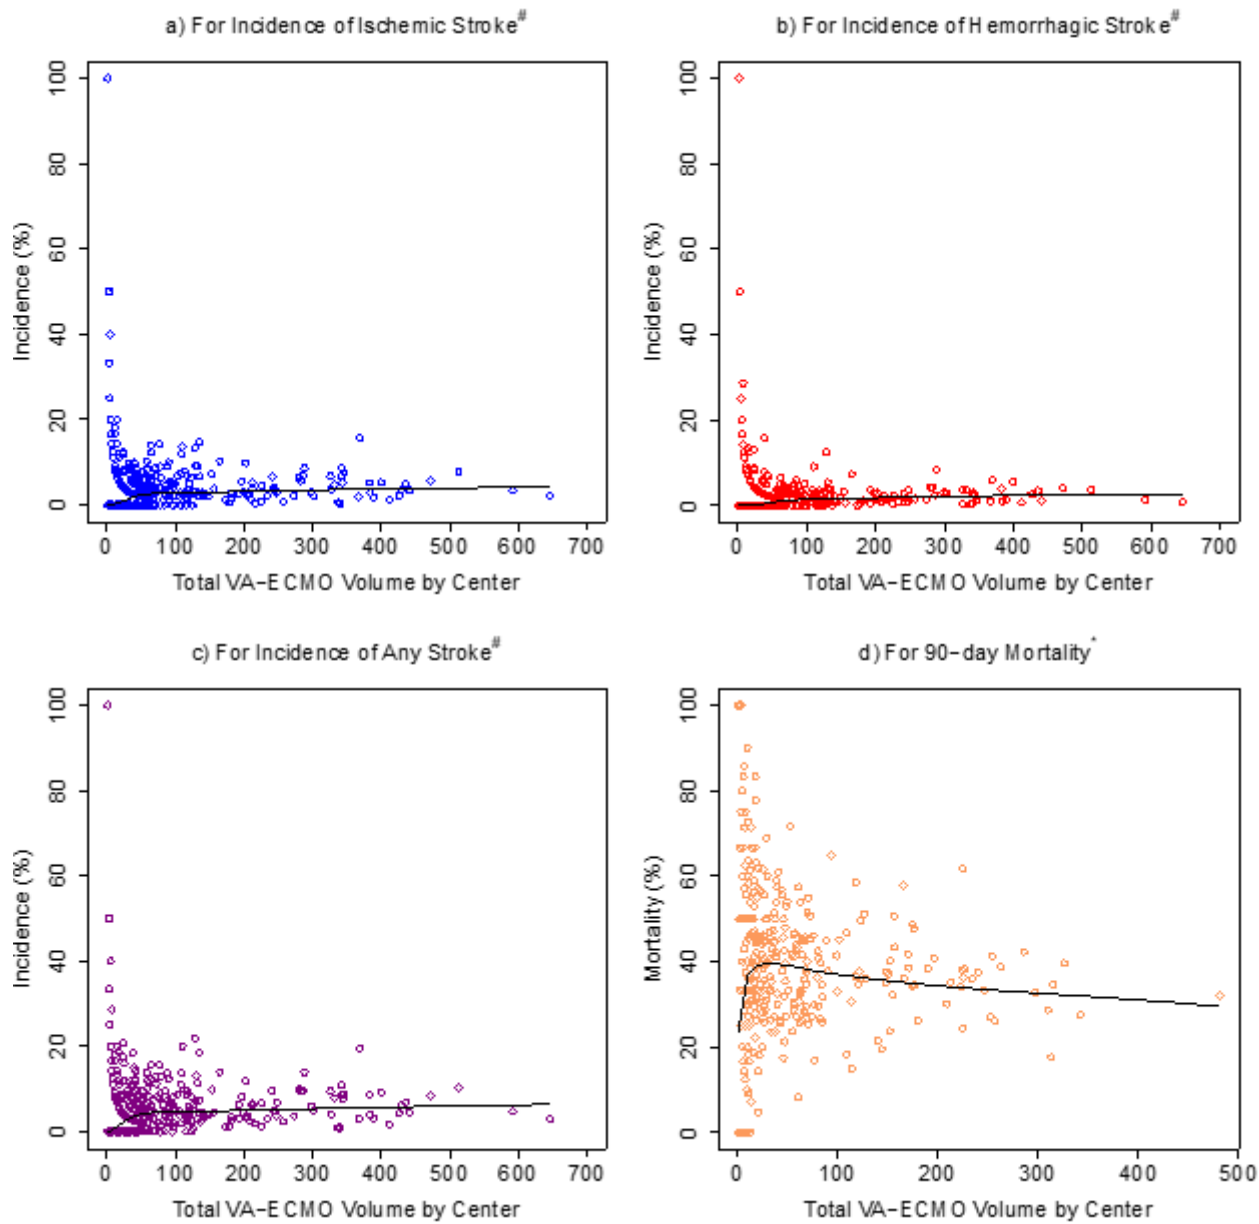 a) For Incidence of Ischemic Stroke#
b) For Incidence of Hemorrhagic Stroke#
Incidence (%)
100
80
60
40
20
0
0 100 200 300 400 500 600 700
Total VA-ECMO Volume by Center
Incidence (%)
100
80
60
40
20
0
0 100 200 300 400 500 600 700
Total VA-ECMO Volume by Center
c) For Incidence of Any Stroke#
d) For 90-day Mortality*
Incidence (%)
100
80
60
40
20
0
0 100 200 300 400 500 600 700
Total VA-ECMO Volume by Center
Mortality (%)
100
80
60
40
20
0
0 100 200 300 400 500
Total VA-ECMO Volume by Center